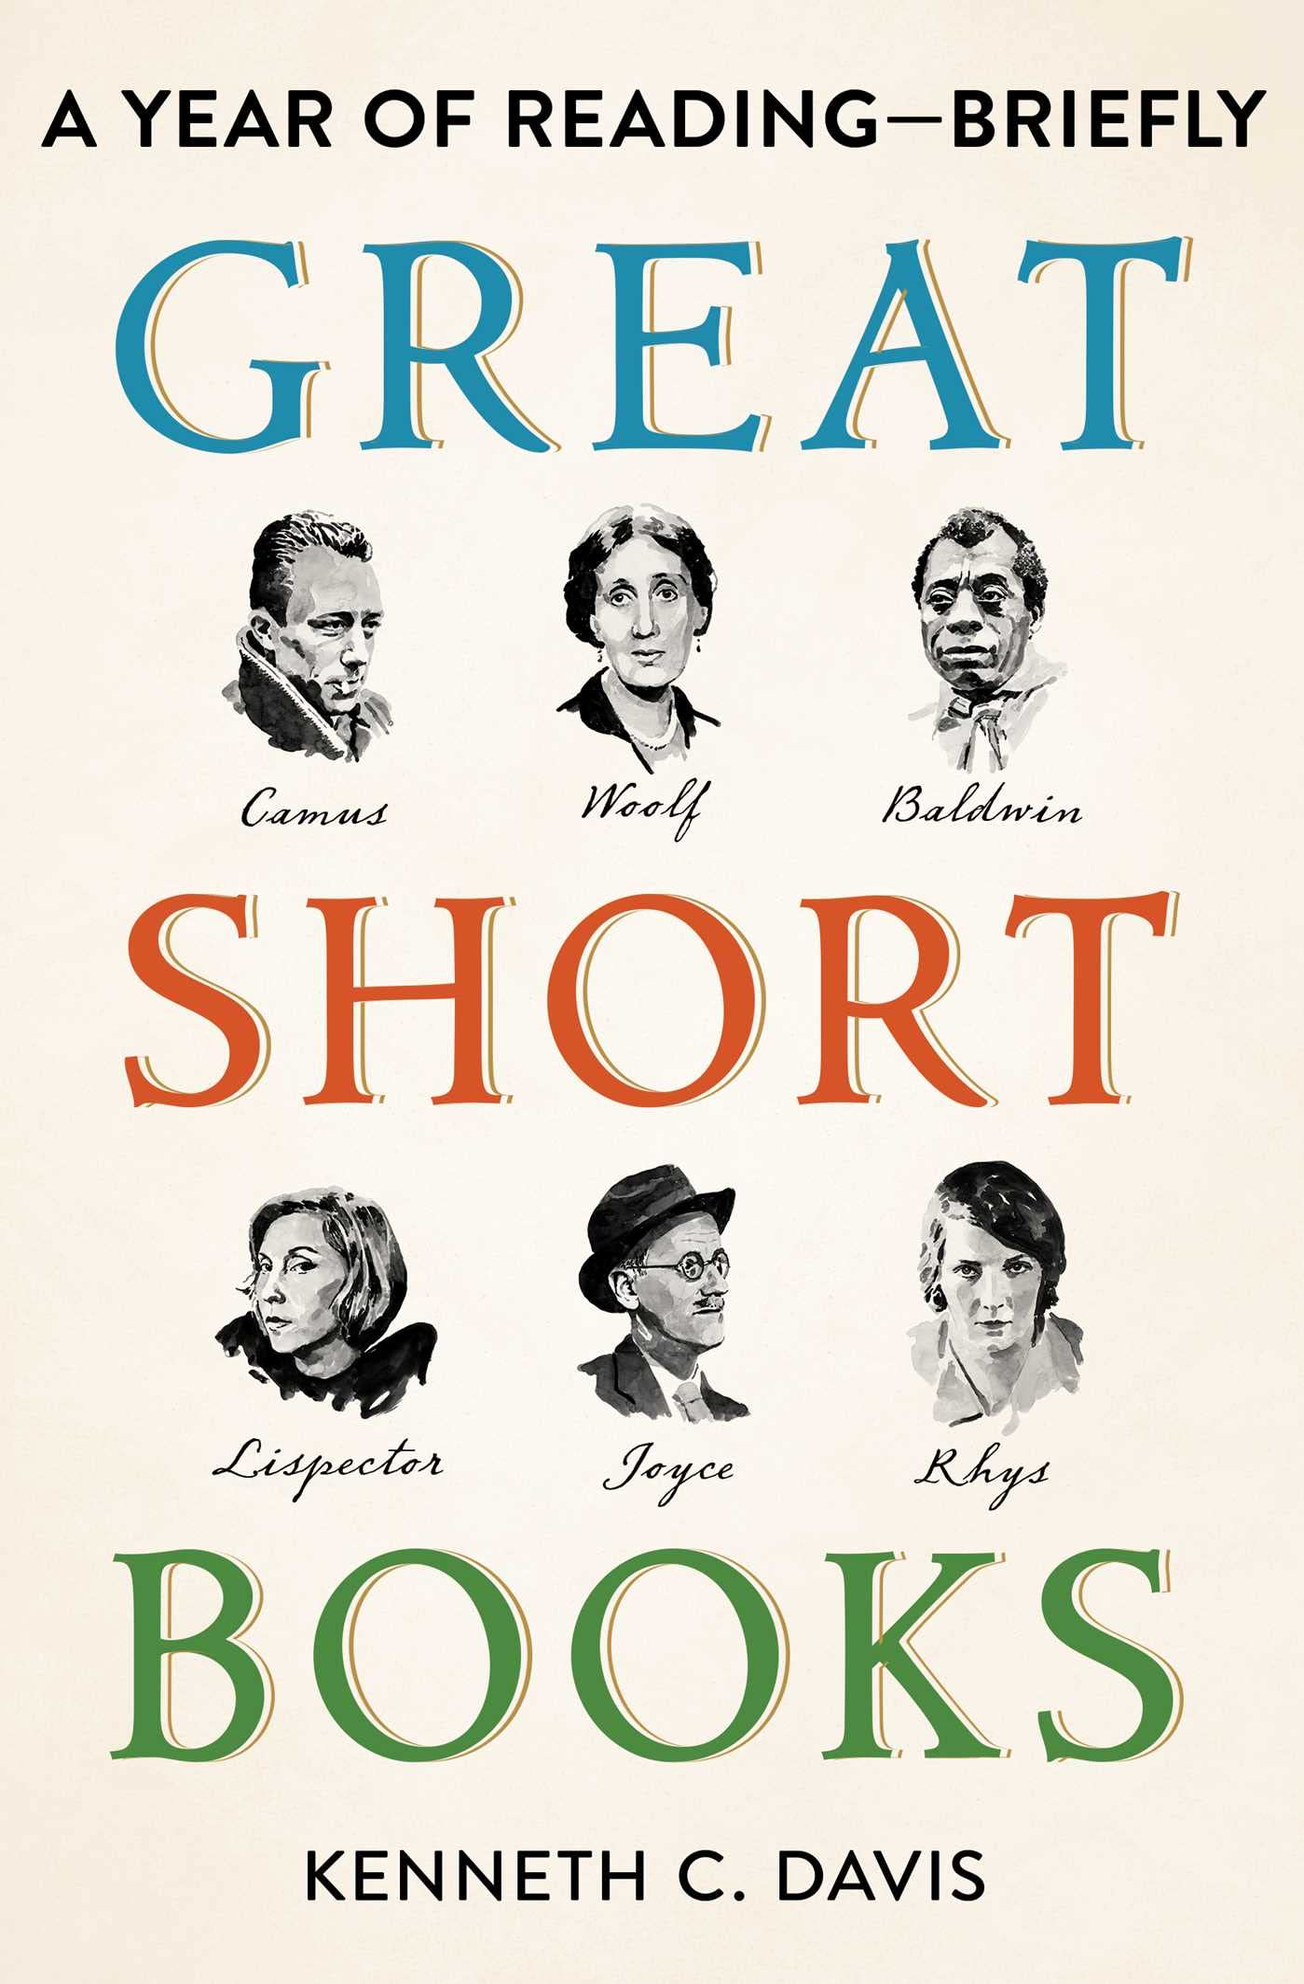 A YEAR OF READING—BRIEFLY
GREAT
Camus Woolf Baldwin
SHORT
Lispector Joyce Rhys
BOOKS
KENNETH C. DAVIS